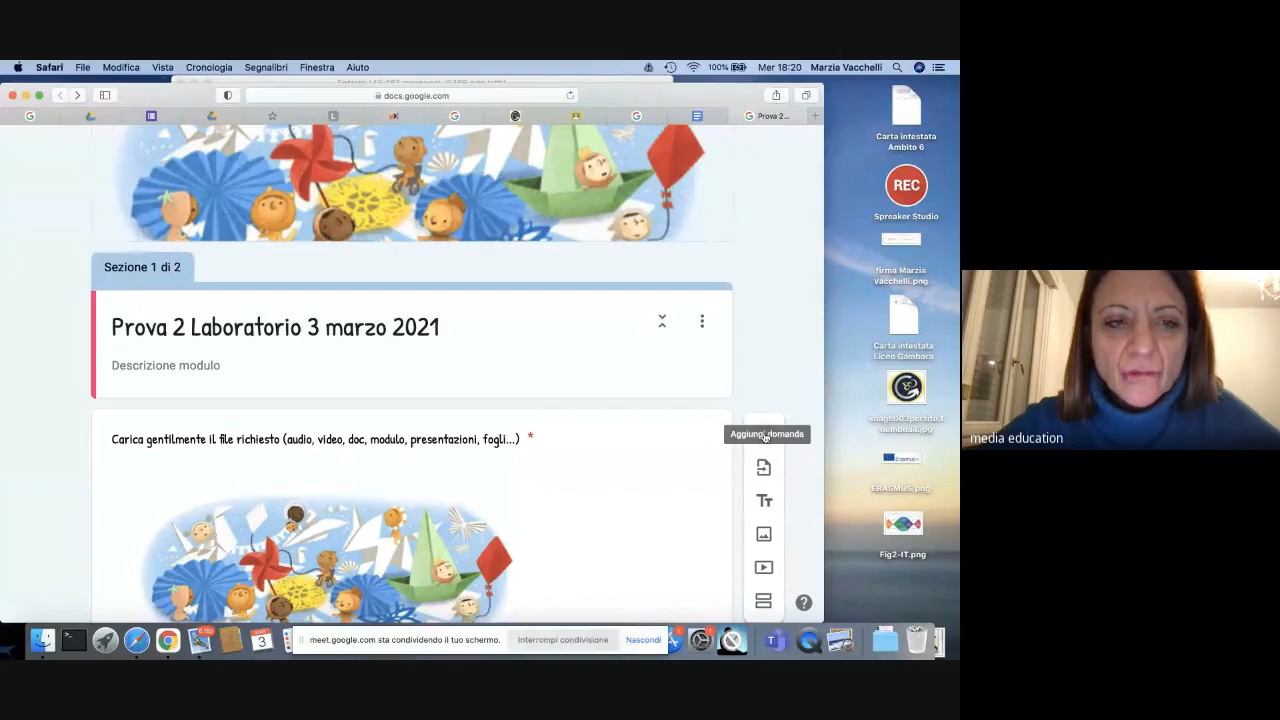 Safari File Modifica Vista Cronologia Segnalibri Finestra Aiuto
100% Mer 18:20 Marzia Vacchelli
docs.google.com
Prova 2...
Sezione 1 di 2
Prova 2 Laboratorio 3 marzo 2021
Descrizione modulo
Carica gentilmente il file richiesto (audio, video, doc, modulo, presentazioni, fogli...) *
Aggiungi domanda
Carta intestata
Ambito 6
REC
Spreaker Studio
firma Marzia
Vacchelli.png
Carta intestata
Liceo Gambara
ERASMUS.png
Fig2-IT.png
media education
meet.google.com sta condividendo il tuo schermo. Interrompi condivisione Nascondi